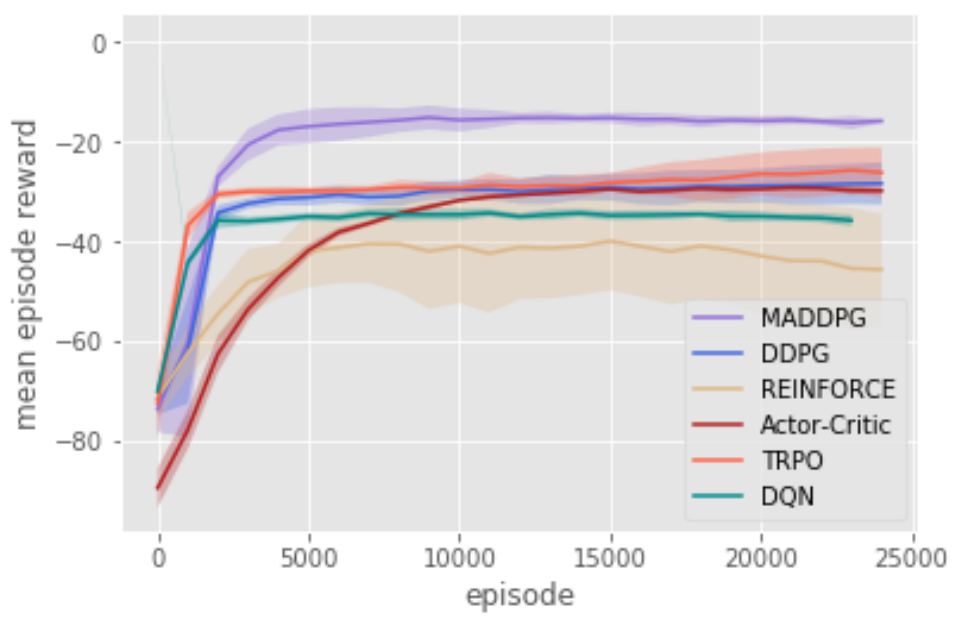 0
−20
−40
−60
−80
mean episode reward
0
5000
10000
15000
20000
25000
episode
MADDPG
DDPG
REINFORCE
Actor-Critic
TRPO
DQN